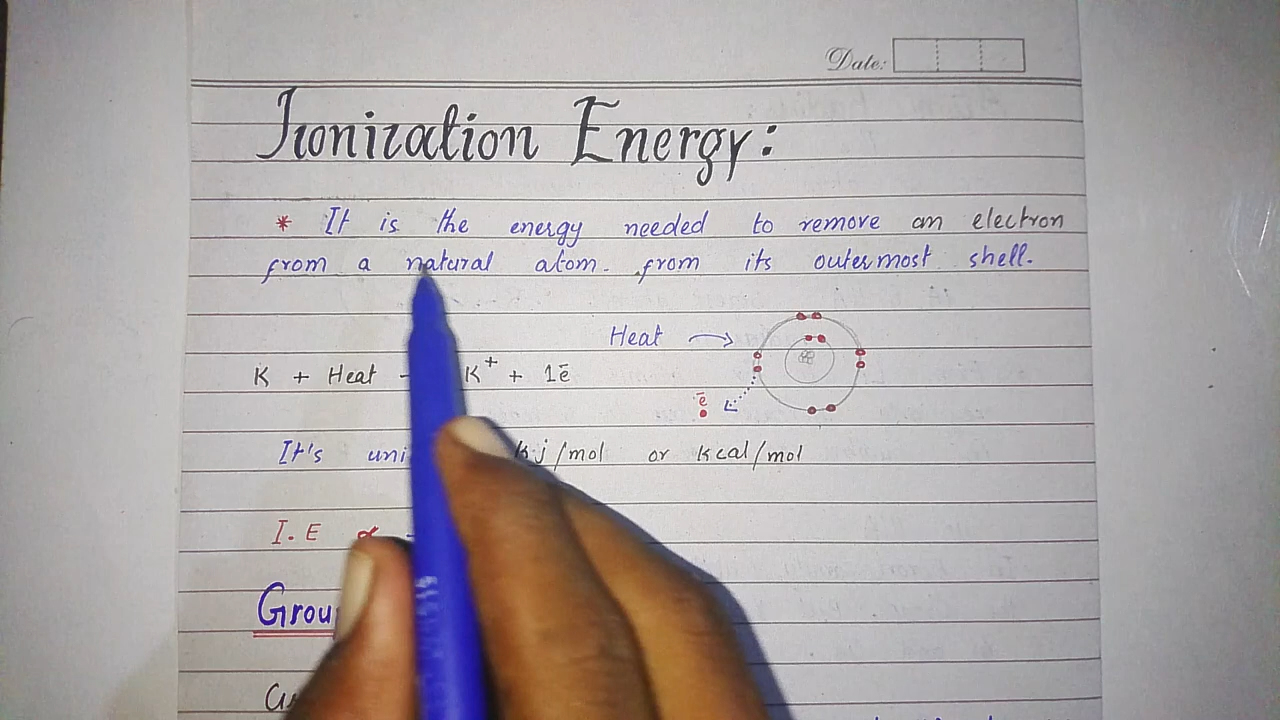 Date:
Ionization Energy:
* It is the energy needed to remove an electron
from a natural atom. from its outermost shell.
Heat
K + Heat K⁺ + 1ē
ē
It's kj/mol or kcal/mol
I.E ∝